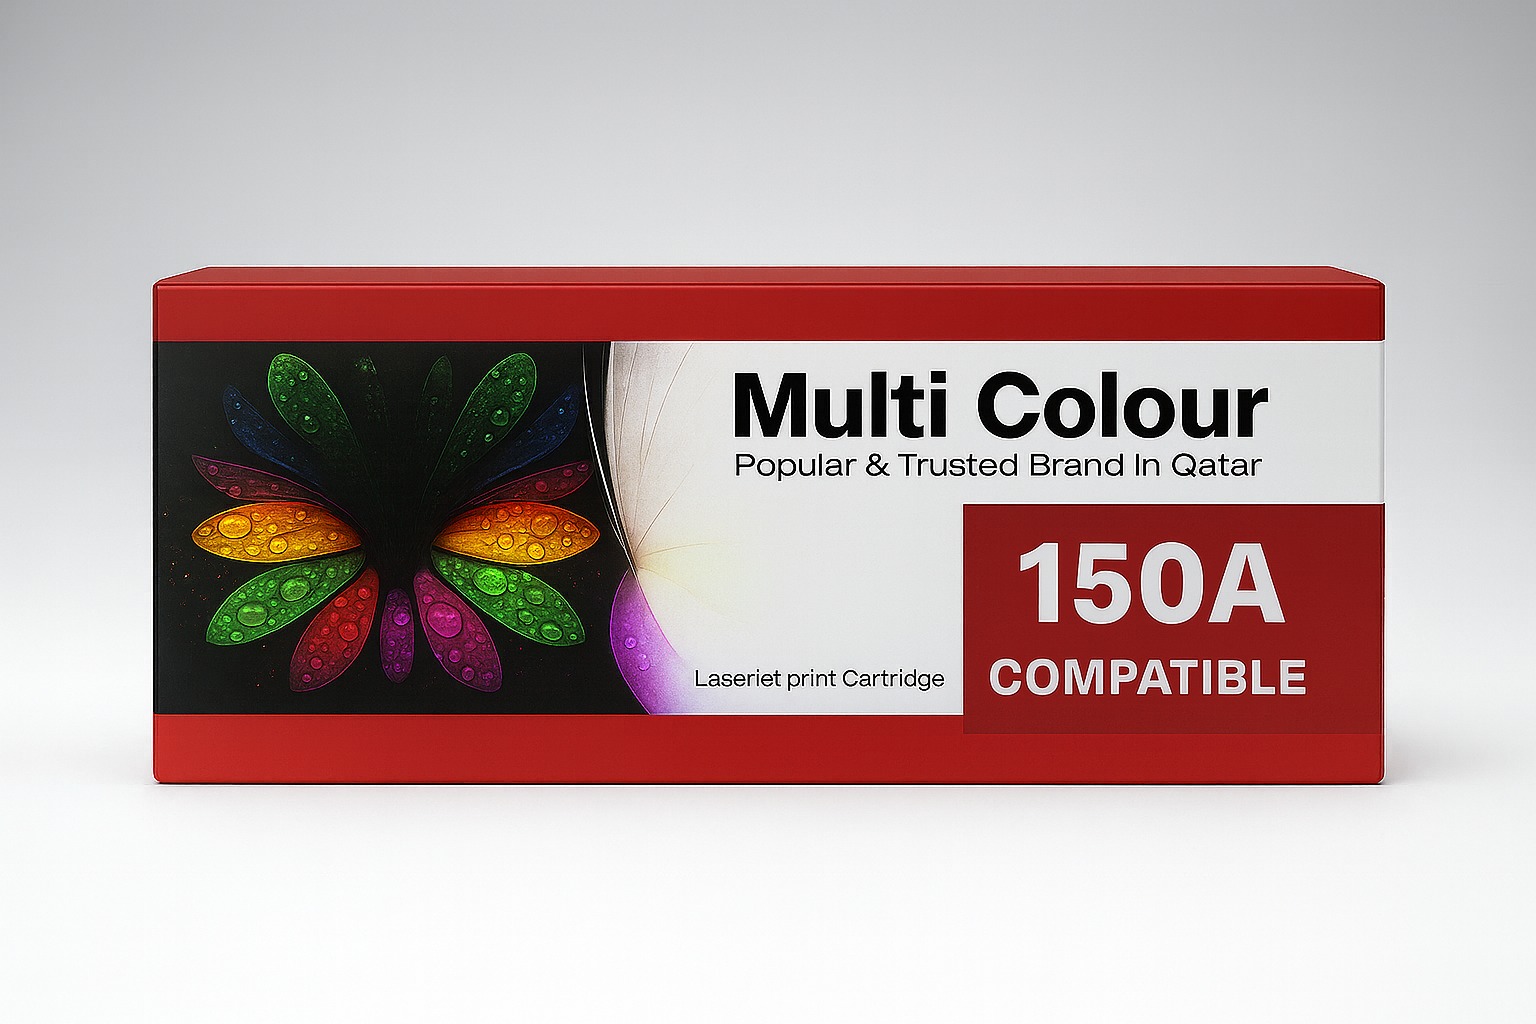 Multi Colour
Popular & Trusted Brand In Qatar
150A
COMPATIBLE
Laseriet print Cartridge